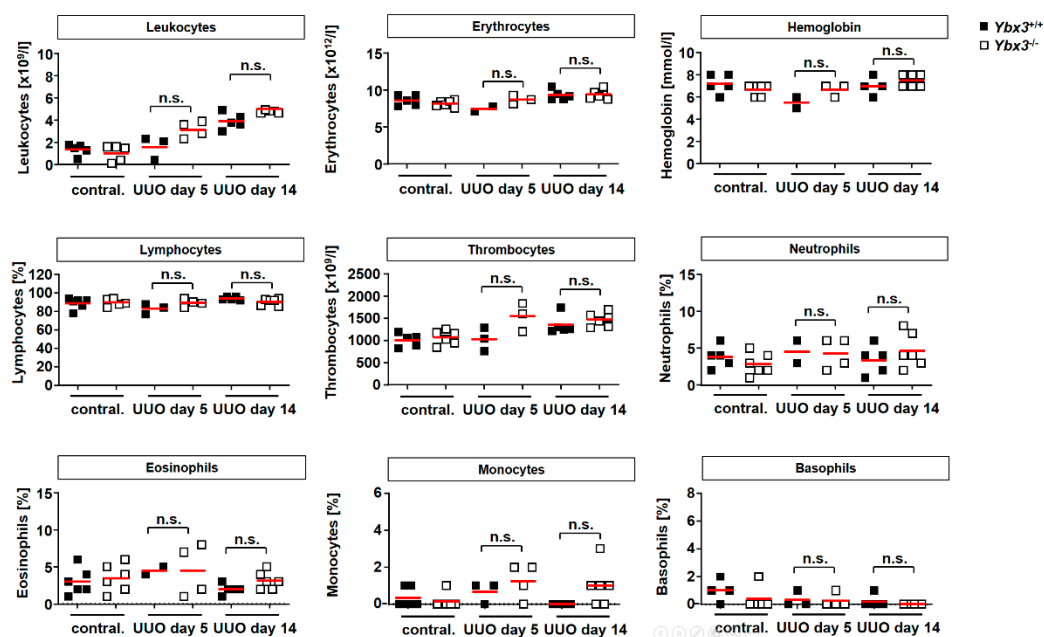 Leukocytes
Leukocytes [x10⁹/l]
10
8
6
4
2
0
n.s.
n.s.
contral. UUO day 5 UUO day 14
Erythrocytes
Erythrocytes [x10¹²/l]
15
10
5
0
n.s.
n.s.
contral. UUO day 5 UUO day 14
Hemoglobin
Hemoglobin [mmol/l]
10
8
6
4
2
0
n.s.
n.s.
contral. UUO day 5 UUO day 14
Ybx3⁺/⁺
Ybx3⁻/⁻
Lymphocytes
Lymphocytes [%]
120
100
80
60
40
20
0
n.s.
n.s.
contral. UUO day 5 UUO day 14
Thrombocytes
Thrombocytes [x10⁹/l]
2500
2000
1500
1000
500
0
n.s.
n.s.
contral. UUO day 5 UUO day 14
Neutrophils
Neutrophils [%]
15
10
5
0
n.s.
n.s.
contral. UUO day 5 UUO day 14
Eosinophils
Eosinophils [%]
15
10
5
0
n.s.
n.s.
contral. UUO day 5 UUO day 14
Monocytes
Monocytes [%]
6
4
2
0
n.s.
n.s.
contral. UUO day 5 UUO day 14
Basophils
Basophils [%]
8
6
4
2
0
n.s.
n.s.
contral. UUO day 5 UUO day 14